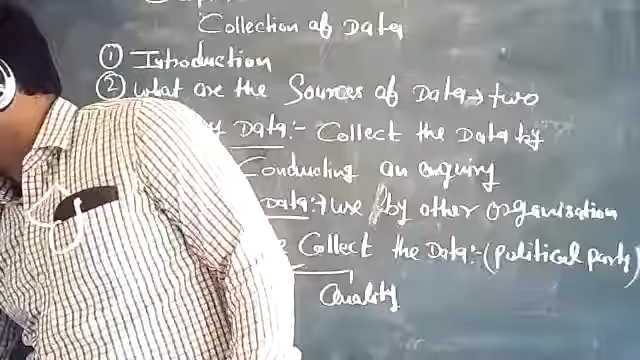 Collection of Data
① Introduction
② What are the Sources of Data → two
y Data:- Collect the Data by
Conducting an enquiry
Data:→ use by other organisation
e Collect the Data:-(political party)
Quality